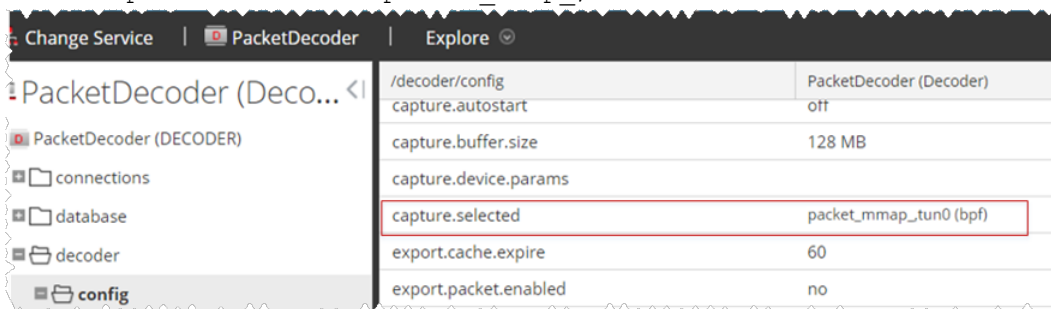 Change Service | PacketDecoder | Explore
PacketDecoder (Deco...
/decoder/config PacketDecoder (Decoder)
capture.autostart off
D PacketDecoder (DECODER)
capture.buffer.size 128 MB
connections
capture.device.params
database
capture.selected packet_mmap_,tun0 (bpf)
decoder
export.cache.expire 60
config
export.packet.enabled no